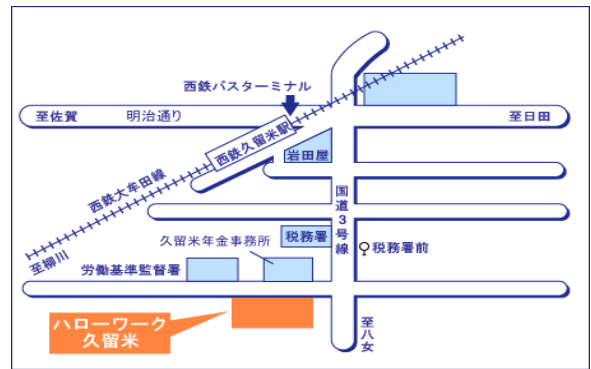 西鉄バスターミナル
至佐賀
明治通り
至日田
西鉄久留米駅
岩田屋
西鉄大牟田線
国道3号線
久留米年金事務所
税務署
税務署前
至柳川
労働基準監督署
ハローワーク
久留米
至八女